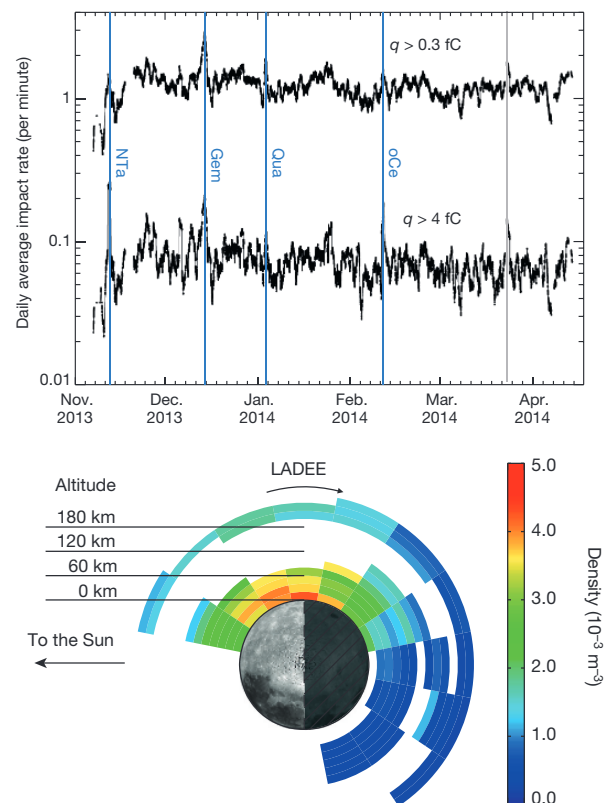 Daily average impact rate (per minute)
1
0.1
0.01
q > 0.3 fC
q > 4 fC
NTa
Gem
Qua
oCe
Nov. 2013
Dec. 2013
Jan. 2014
Feb. 2014
Mar. 2014
Apr. 2014
LADEE
Altitude
180 km
120 km
60 km
0 km
To the Sun
5.0
4.0
3.0
2.0
1.0
0.0
Density (10⁻³ m⁻³)